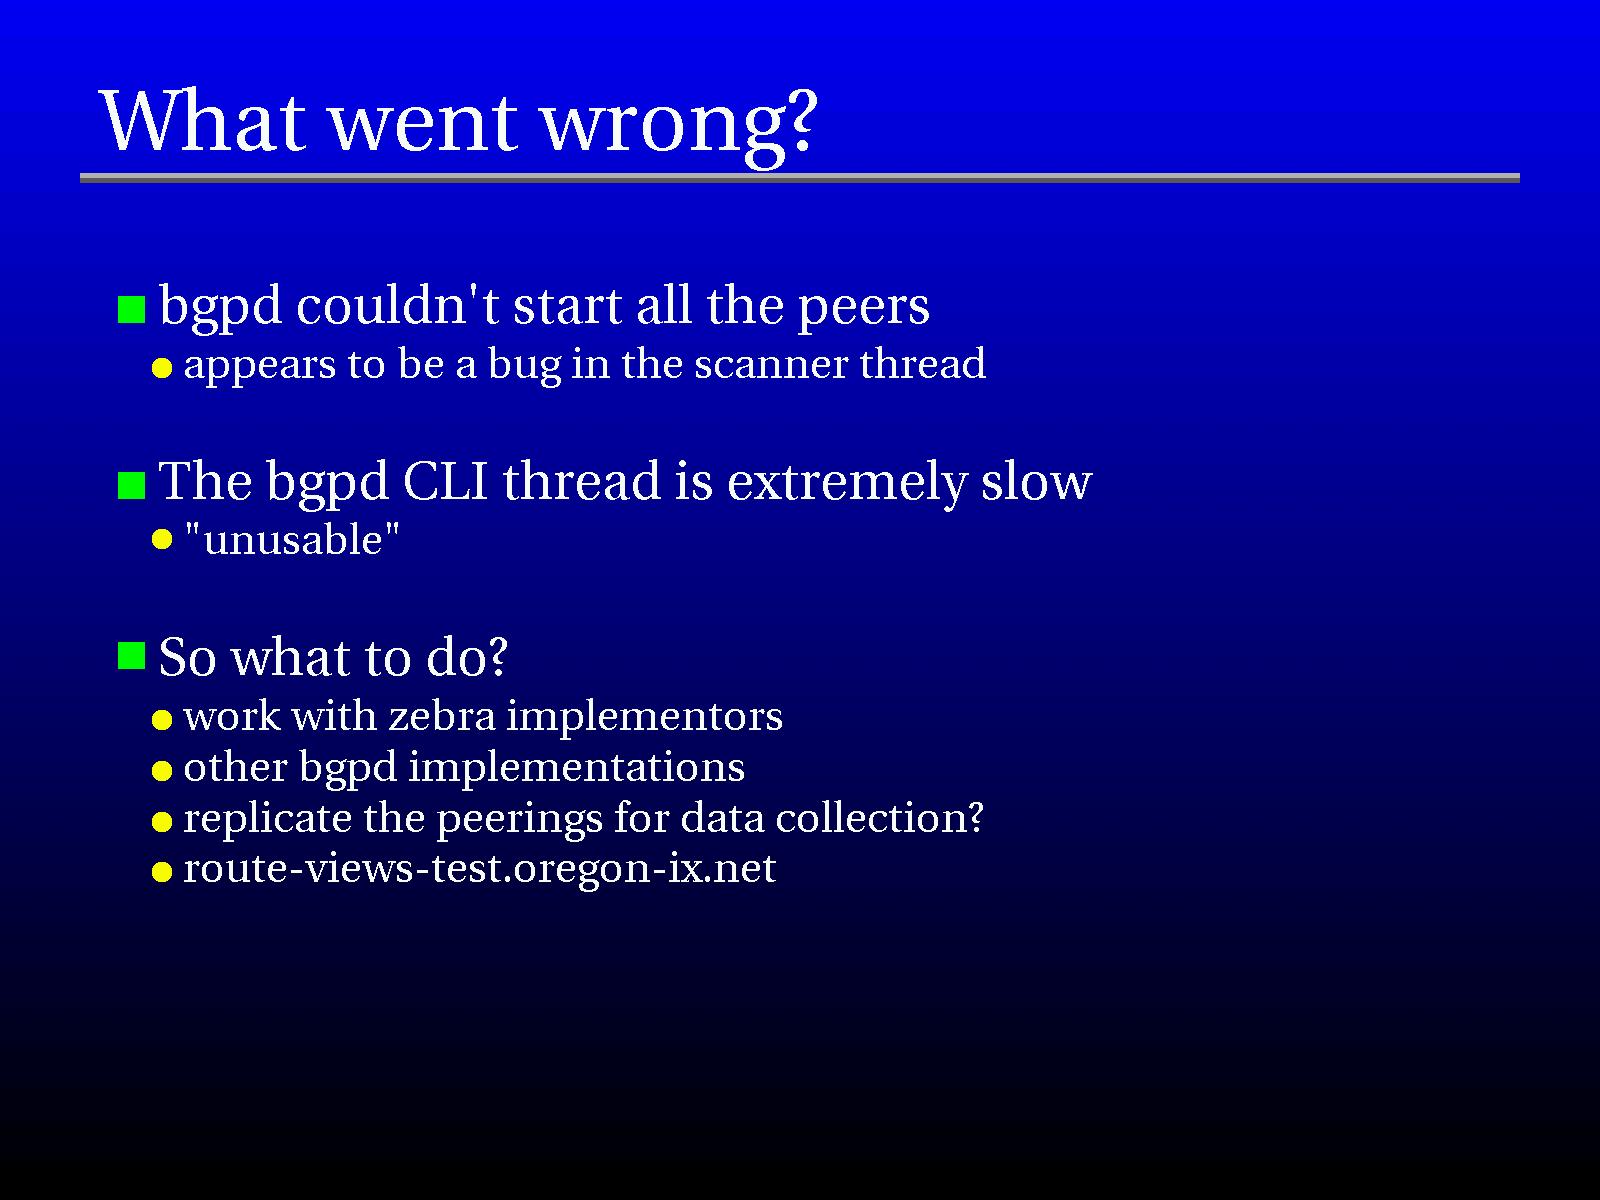 What went wrong?
bgpd couldn't start all the peers
appears to be a bug in the scanner thread
The bgpd CLI thread is extremely slow
"unusable"
So what to do?
work with zebra implementors
other bgpd implementations
replicate the peerings for data collection?
route-views-test.oregon-ix.net